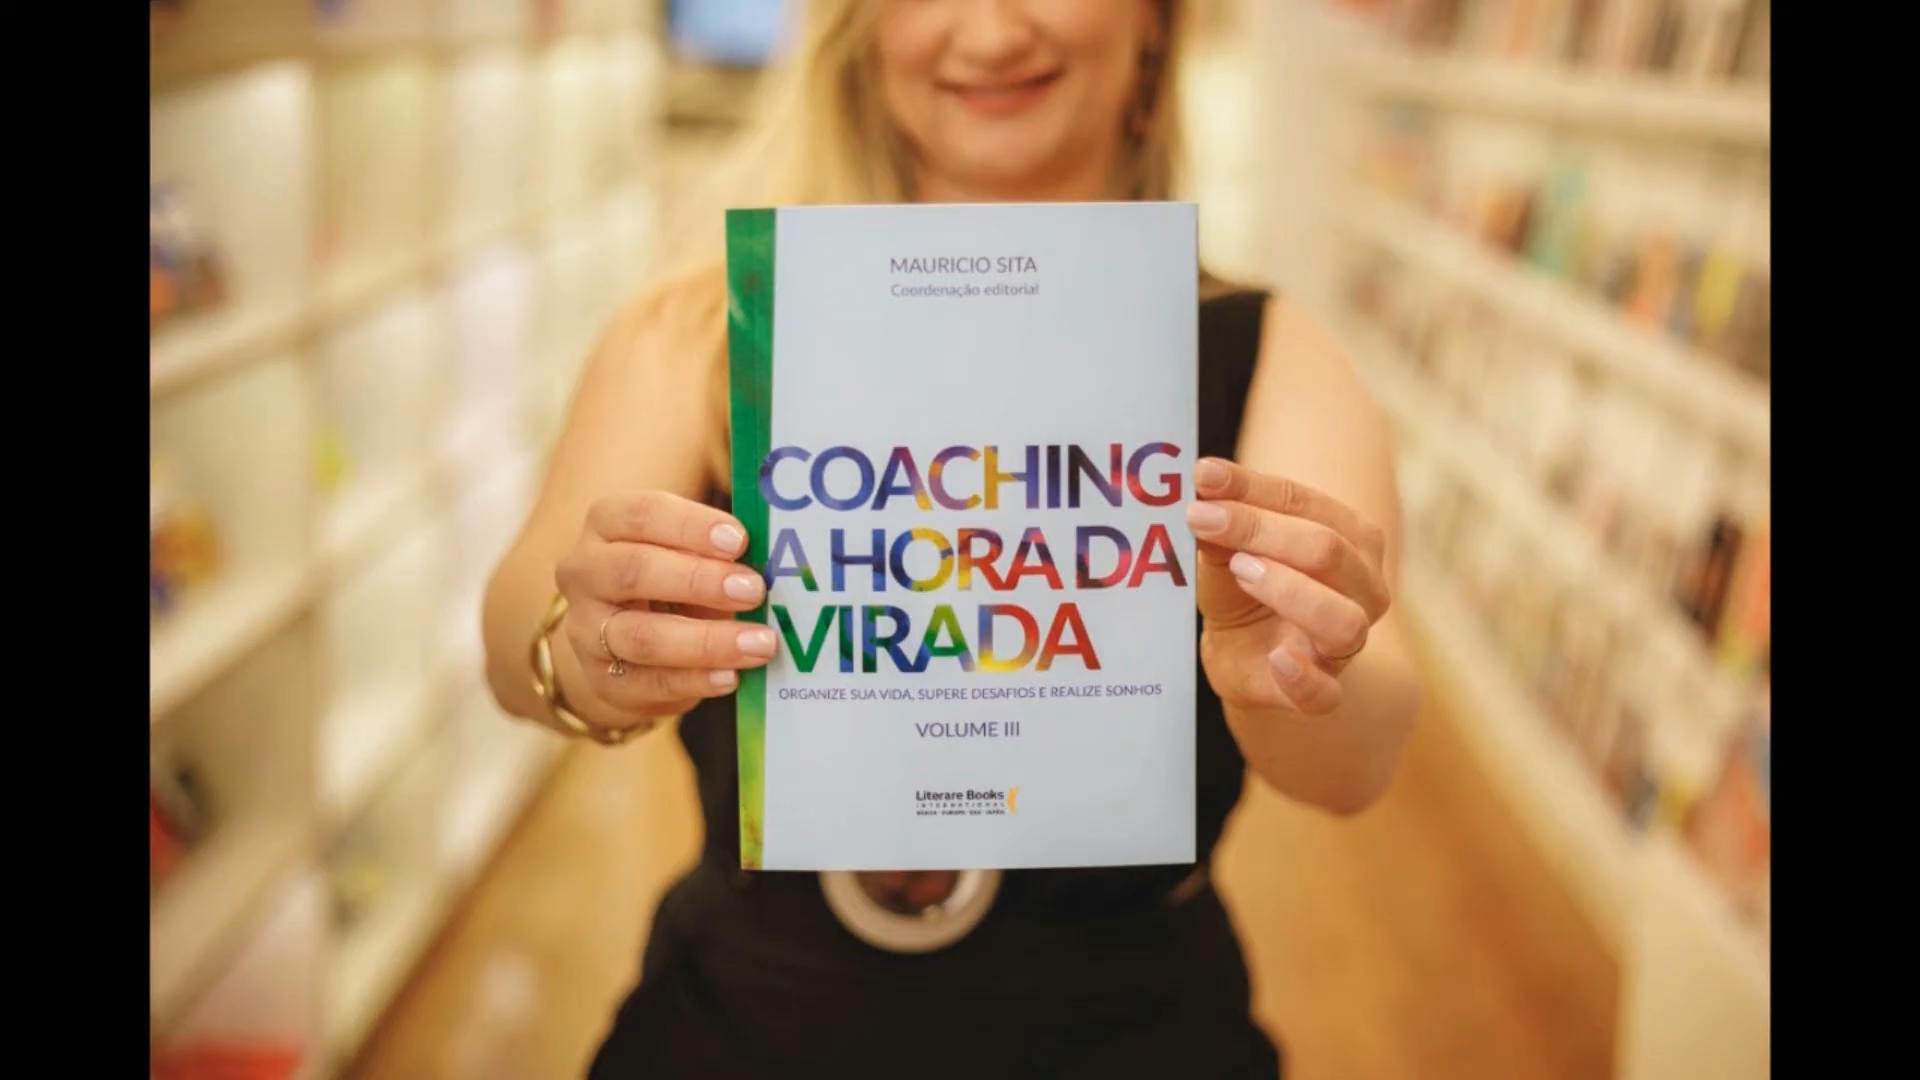 MAURICIO SITA
Coordenação editorial
COACHING
A HORA DA
VIRADA
ORGANIZE SUA VIDA, SUPERE DESAFIOS E REALIZE SONHOS
VOLUME III
Literare Books
INTERNATIONAL